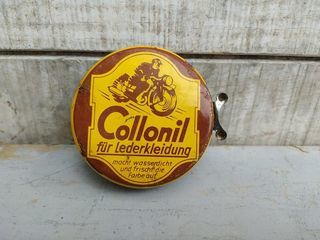 Collonil
für Lederkleidung
macht wasserdicht
und frischt die
Farbe auf